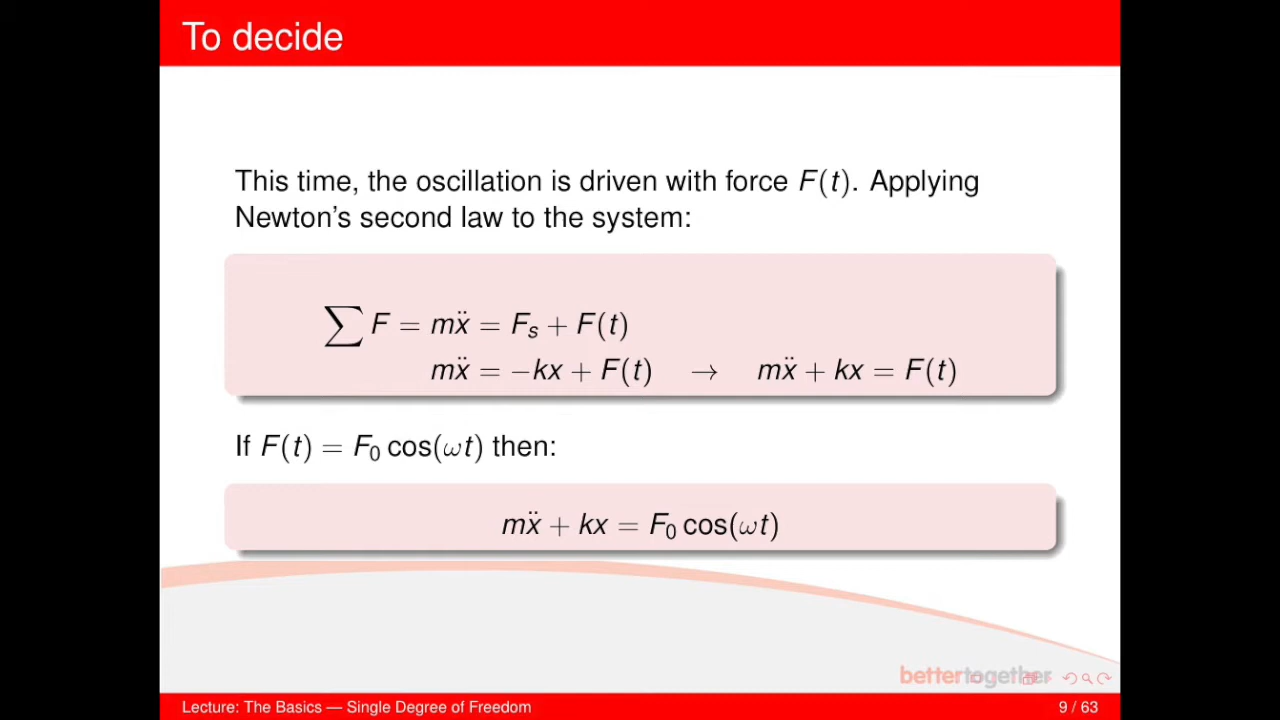 To decide
This time, the oscillation is driven with force F(t). Applying
Newton's second law to the system:
∑ F = mẍ = Fₛ + F(t)
mẍ = −kx + F(t) → mẍ + kx = F(t)
If F(t) = F₀ cos(ωt) then:
mẍ + kx = F₀ cos(ωt)
bettertogether
Lecture: The Basics — Single Degree of Freedom 9 / 63